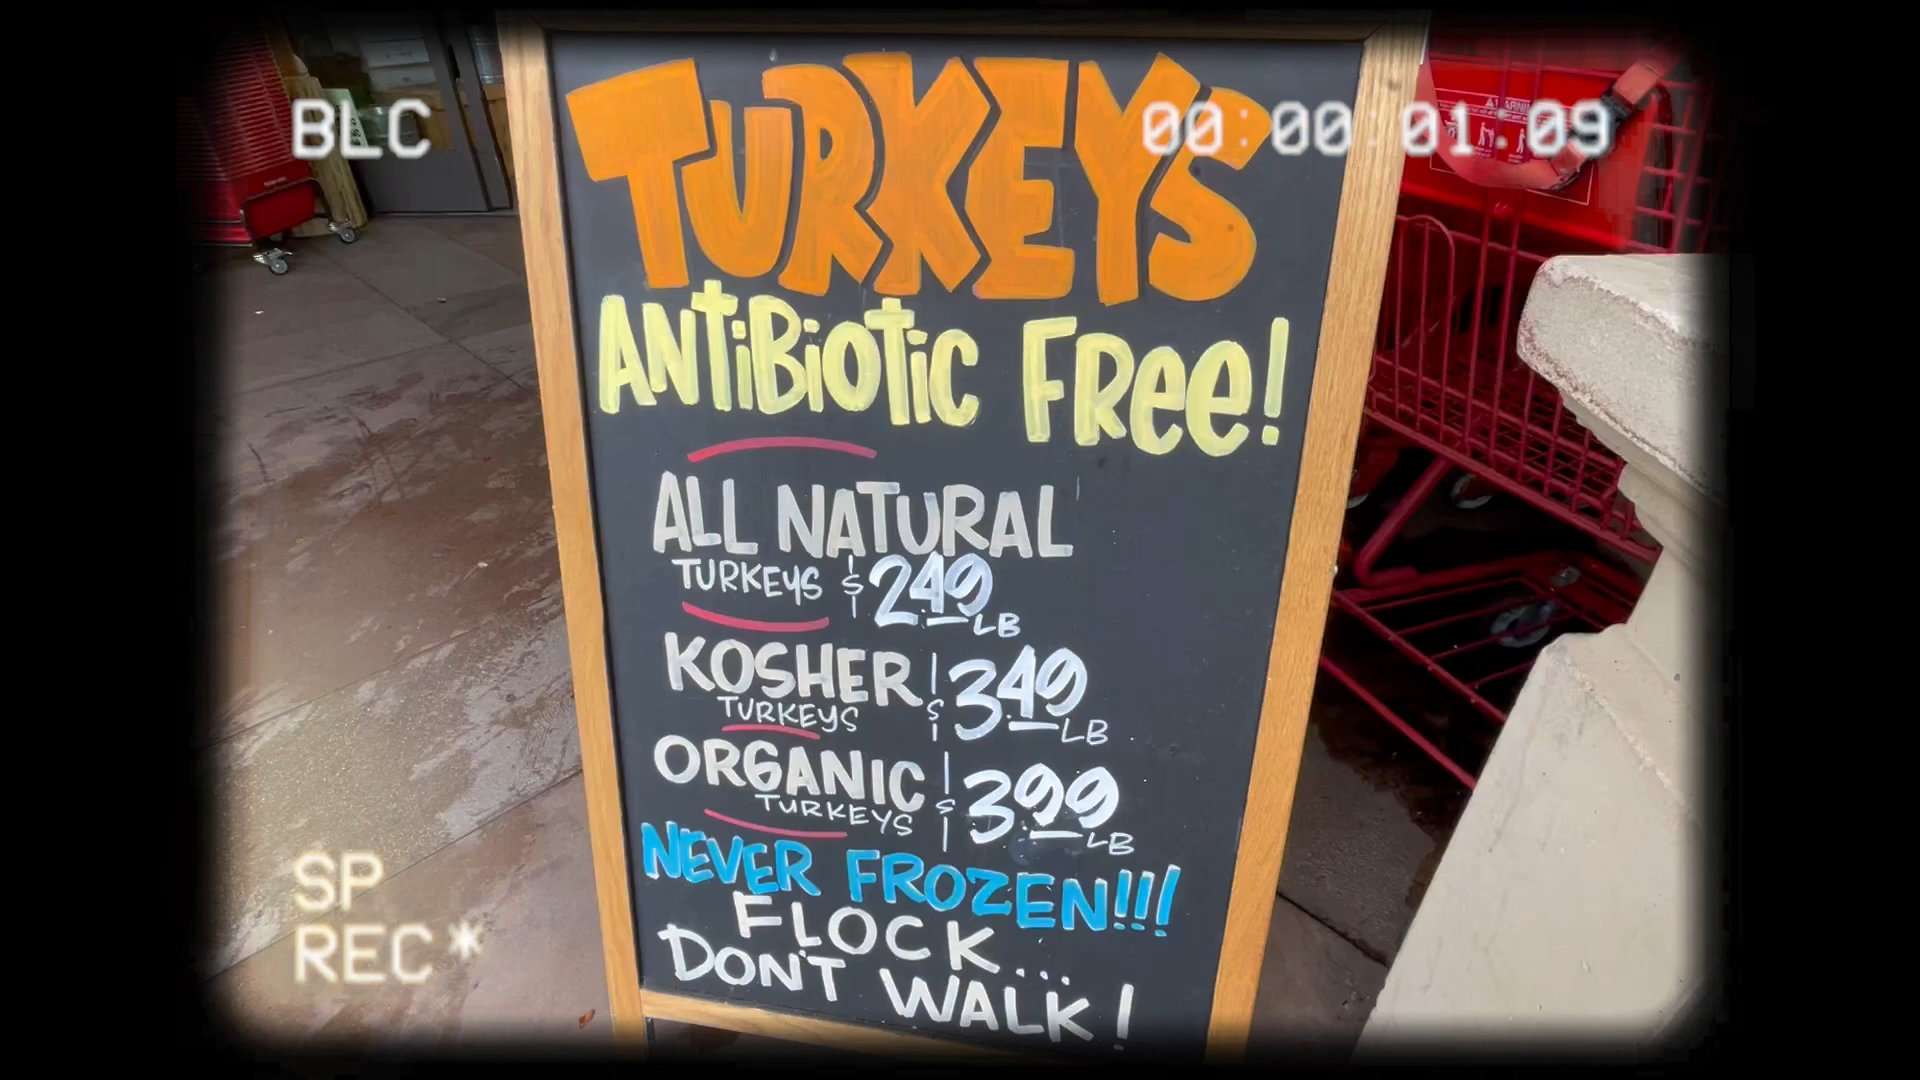 BLC
00:00:01.09
TURKEYS
ANTiBiOTiC FRee!
ALL NATURAL
TURKEYS $2.49 LB
KOSHER
TURKEYS $3.49 LB
ORGANIC
TURKEYS $3.99 LB
NEVER FROZEN!!!
FLOCK...
DON'T WALK!
SP
REC*